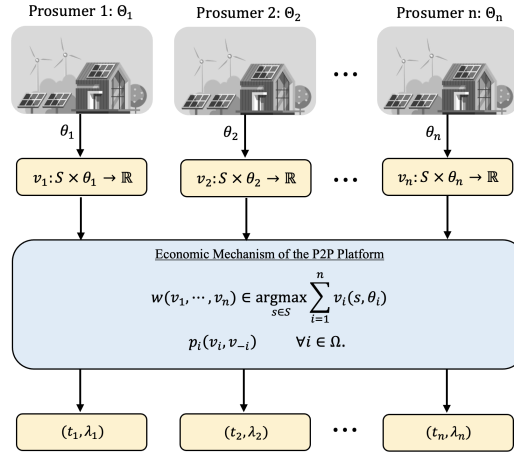 Prosumer 1: Θ₁ Prosumer 2: Θ₂ ••• Prosumer n: Θₙ
θ₁ θ₂ θₙ
v₁: S × θ₁ → ℝ v₂: S × θ₂ → ℝ ••• vₙ: S × θₙ → ℝ
Economic Mechanism of the P2P Platform
w(v₁, ⋯, vₙ) ∈ argmax_{s∈S} ∑_{i=1}^{n} vᵢ(s, θᵢ)
pᵢ(vᵢ, v₋ᵢ) ∀i ∈ Ω.
(t₁, λ₁) (t₂, λ₂) ••• (tₙ, λₙ)